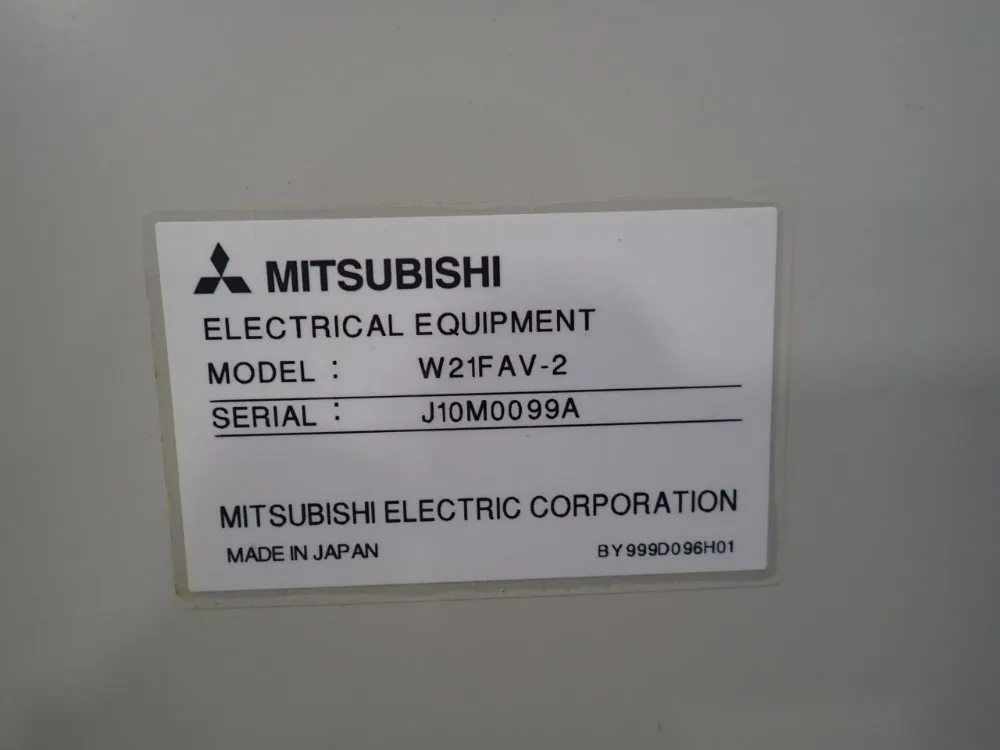 MITSUBISHI
ELECTRICAL EQUIPMENT
MODEL : W21FAV-2
SERIAL : J10M0099A
MITSUBISHI ELECTRIC CORPORATION
MADE IN JAPAN BY999D096H01